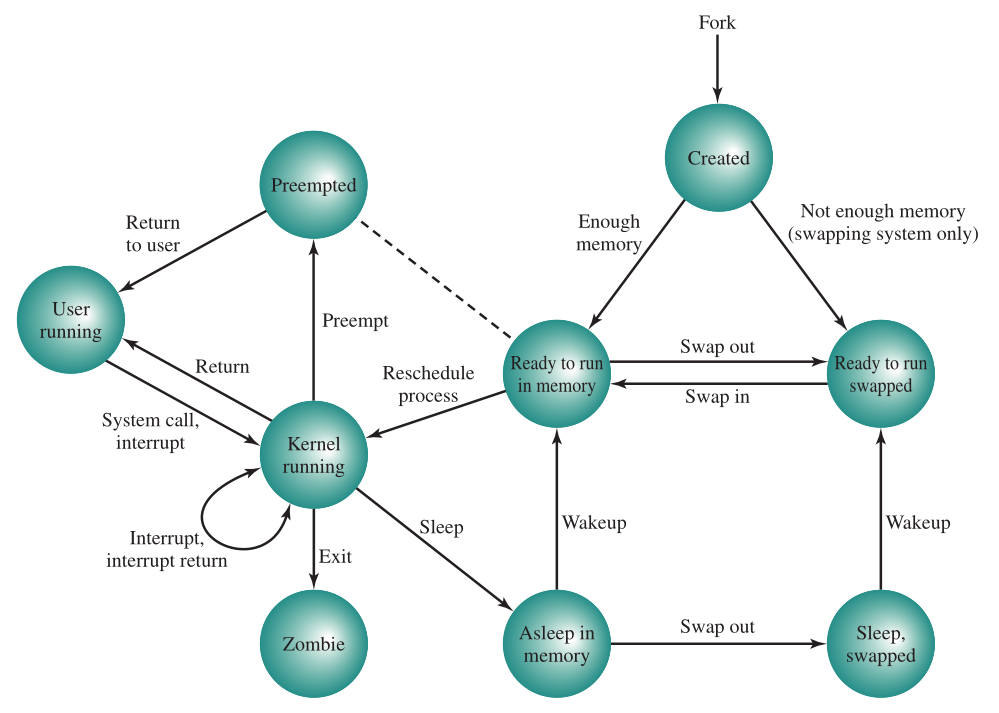 Fork
Created
Preempted
Return
to user
Enough
memory
Not enough memory
(swapping system only)
User
running
Preempt
Return
Reschedule
process
Ready to run
in memory
Swap out
Swap in
Ready to run
swapped
System call,
interrupt
Kernel
running
Interrupt,
interrupt return
Sleep
Exit
Wakeup
Wakeup
Zombie
Asleep in
memory
Swap out
Sleep,
swapped